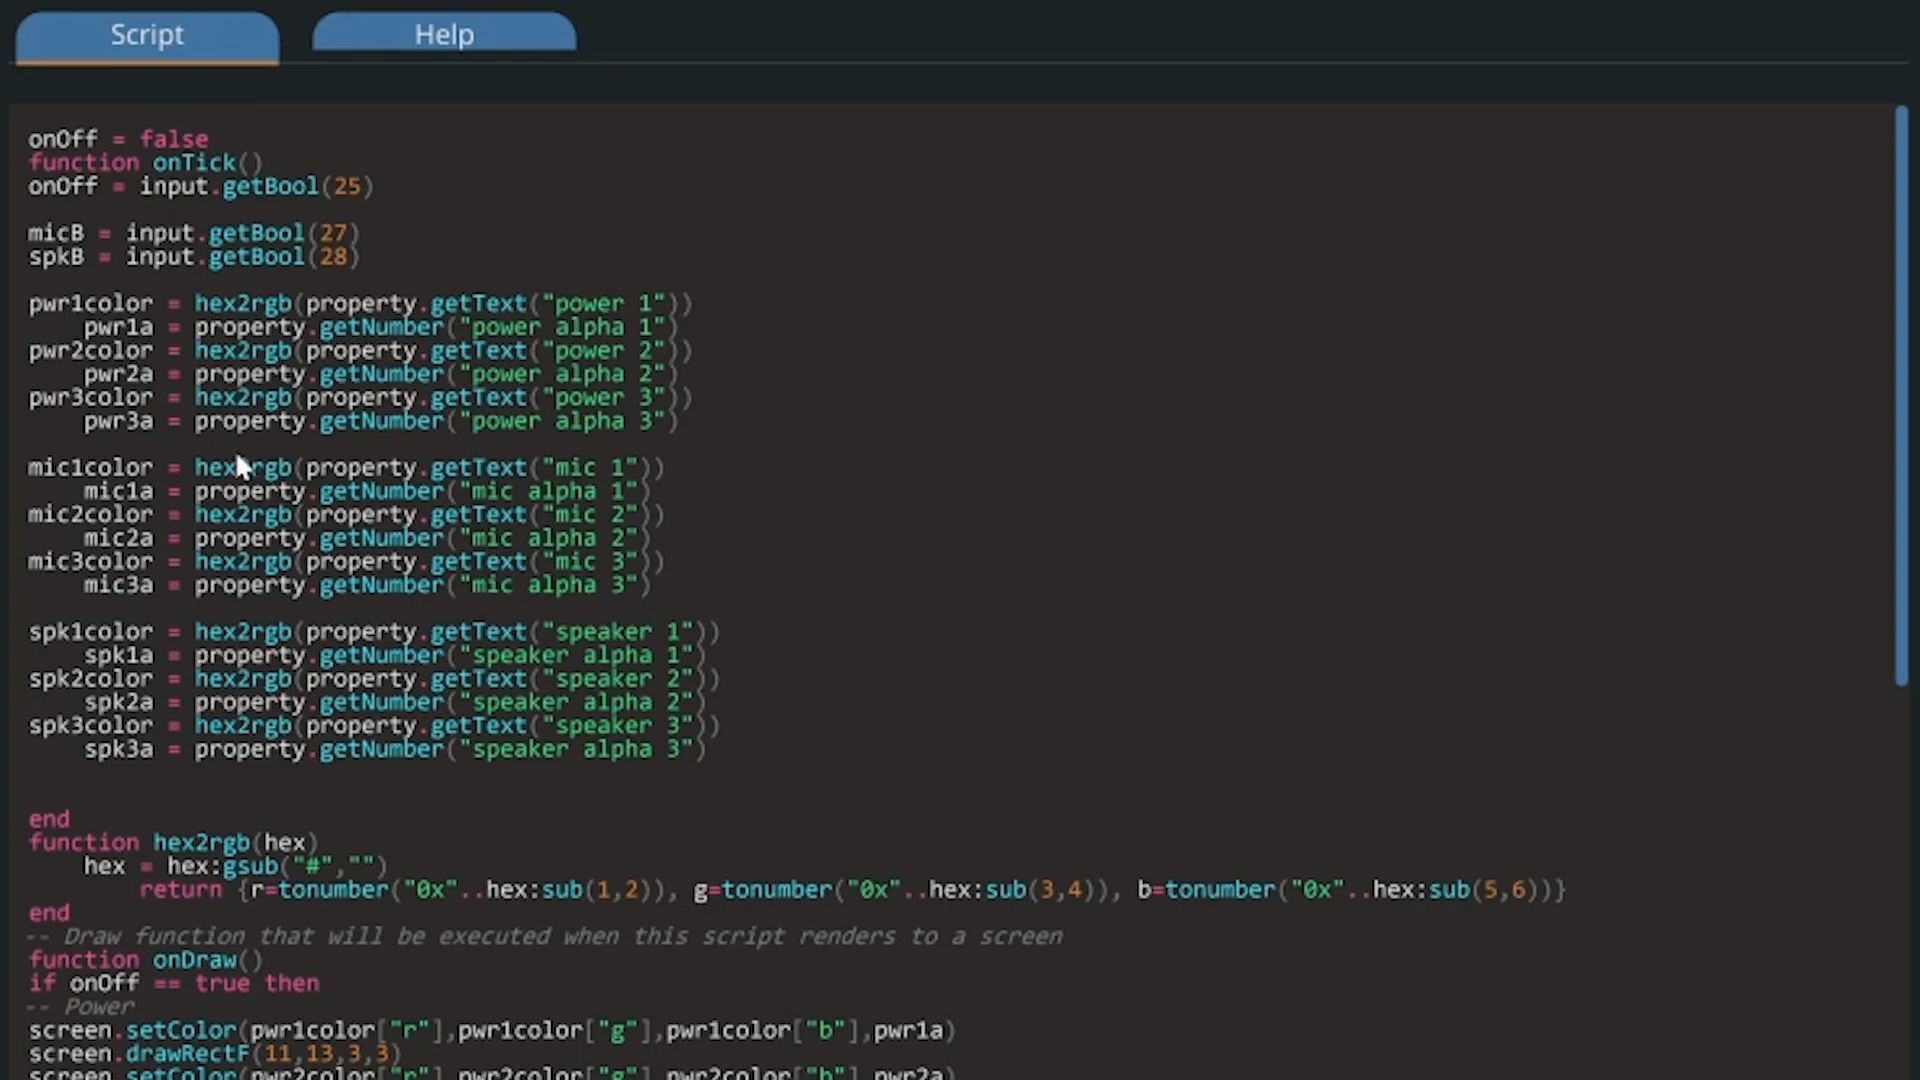 Script
Help
onOff = false
function onTick()
onOff = input.getBool(25)
micB = input.getBool(27)
spkB = input.getBool(28)
pwr1color = hex2rgb(property.getText("power 1"))
pwr1a = property.getNumber("power alpha 1")
pwr2color = hex2rgb(property.getText("power 2"))
pwr2a = property.getNumber("power alpha 2")
pwr3color = hex2rgb(property.getText("power 3"))
pwr3a = property.getNumber("power alpha 3")
mic1color = hex2rgb(property.getText("mic 1"))
mic1a = property.getNumber("mic alpha 1")
mic2color = hex2rgb(property.getText("mic 2"))
mic2a = property.getNumber("mic alpha 2")
mic3color = hex2rgb(property.getText("mic 3"))
mic3a = property.getNumber("mic alpha 3")
spk1color = hex2rgb(property.getText("speaker 1"))
spk1a = property.getNumber("speaker alpha 1")
spk2color = hex2rgb(property.getText("speaker 2"))
spk2a = property.getNumber("speaker alpha 2")
spk3color = hex2rgb(property.getText("speaker 3"))
spk3a = property.getNumber("speaker alpha 3")
end
function hex2rgb(hex)
hex = hex:gsub("#","")
return {r=tonumber("0x"..hex:sub(1,2)), g=tonumber("0x"..hex:sub(3,4)), b=tonumber("0x"..hex:sub(5,6))}
end
-- Draw function that will be executed when this script renders to a screen
function onDraw()
if onOff == true then
-- Power
screen.setColor(pwr1color["r"],pwr1color["g"],pwr1color["b"],pwr1a)
screen.drawRectF(11,13,3,3)
screen.setColor(pwr2color["r"],pwr2color["g"],pwr2color["b"],pwr2a)